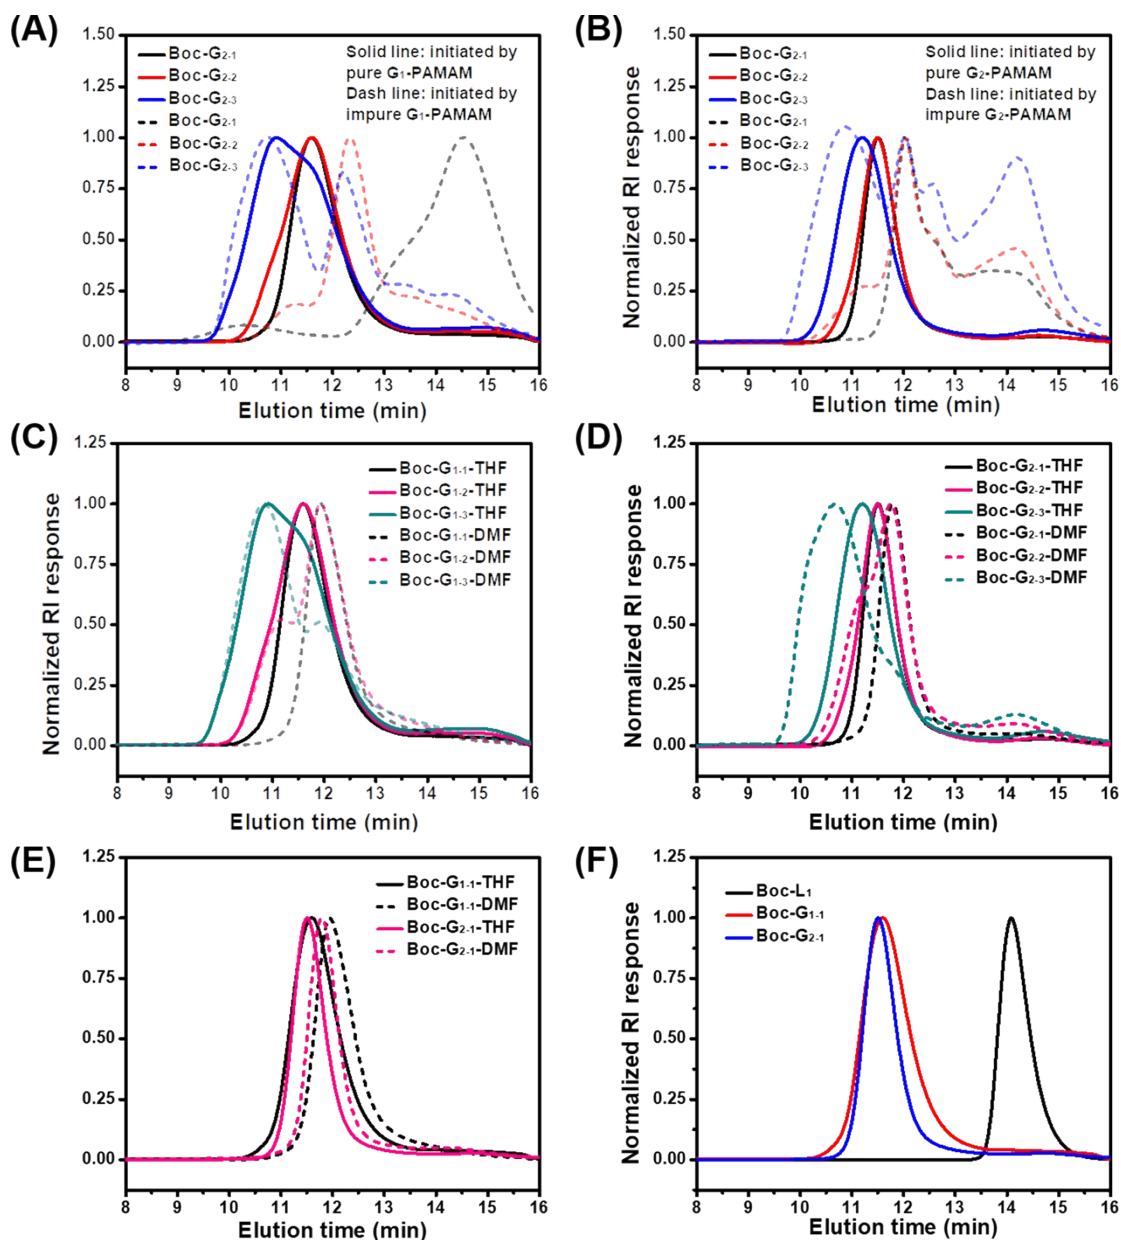 (A)
1.50
1.25
1.00
0.75
0.50
0.25
0.00
Boc-G2-1
Boc-G2-2
Boc-G2-3
Boc-G2-1
Boc-G2-2
Boc-G2-3
Solid line: initiated by
pure G1-PAMAM
Dash line: initiated by
impure G1-PAMAM
8 9 10 11 12 13 14 15 16
Elution time (min)
(B)
Normalized RI response
1.50
1.25
1.00
0.75
0.50
0.25
0.00
Boc-G2-1
Boc-G2-2
Boc-G2-3
Boc-G2-1
Boc-G2-2
Boc-G2-3
Solid line: initiated by
pure G2-PAMAM
Dash line: initiated by
impure G2-PAMAM
8 9 10 11 12 13 14 15 16
Elution time (min)
(C)
Normalized RI response
1.25
1.00
0.75
0.50
0.25
0.00
Boc-G1-1-THF
Boc-G1-2-THF
Boc-G1-3-THF
Boc-G1-1-DMF
Boc-G1-2-DMF
Boc-G1-3-DMF
8 9 10 11 12 13 14 15 16
Elution time (min)
(D)
Normalized RI response
1.25
1.00
0.75
0.50
0.25
0.00
Boc-G2-1-THF
Boc-G2-2-THF
Boc-G2-3-THF
Boc-G2-1-DMF
Boc-G2-2-DMF
Boc-G2-3-DMF
8 9 10 11 12 13 14 15 16
Elution time (min)
(E)
1.25
1.00
0.75
0.50
0.25
0.00
Boc-G1-1-THF
Boc-G1-1-DMF
Boc-G2-1-THF
Boc-G2-1-DMF
8 9 10 11 12 13 14 15 16
Elution time (min)
(F)
Normalized RI response
1.25
1.00
0.75
0.50
0.25
0.00
Boc-L1
Boc-G1-1
Boc-G2-1
8 9 10 11 12 13 14 15 16
Elution time (min)